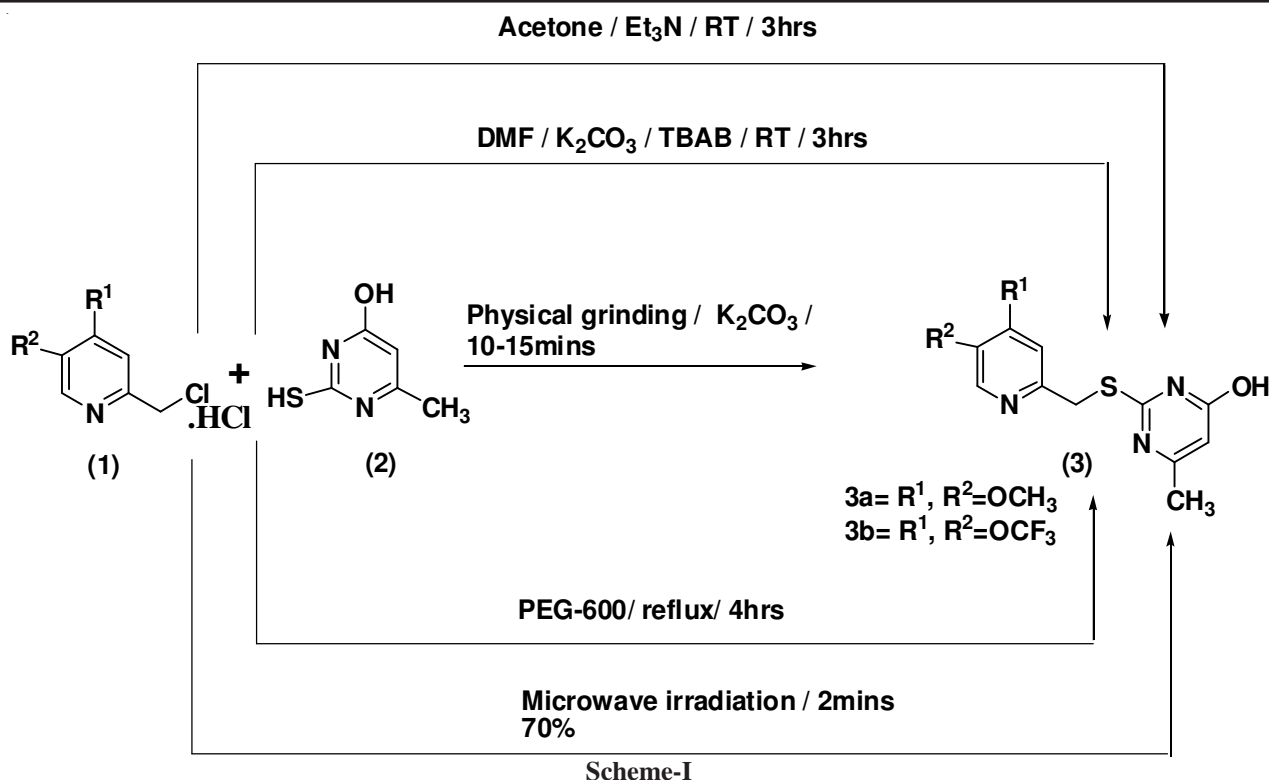 Acetone / Et₃N / RT / 3hrs
DMF / K₂CO₃ / TBAB / RT / 3hrs
R¹
R²
N
Cl
.HCl
(1)
+
OH
N
HS
N
CH₃
(2)
Physical grinding / K₂CO₃ /
10-15mins
R¹
R²
N
S
N
OH
N
CH₃
(3)
3a= R¹, R²=OCH₃
3b= R¹, R²=OCF₃
PEG-600/ reflux/ 4hrs
Microwave irradiation / 2mins
70%
Scheme-I